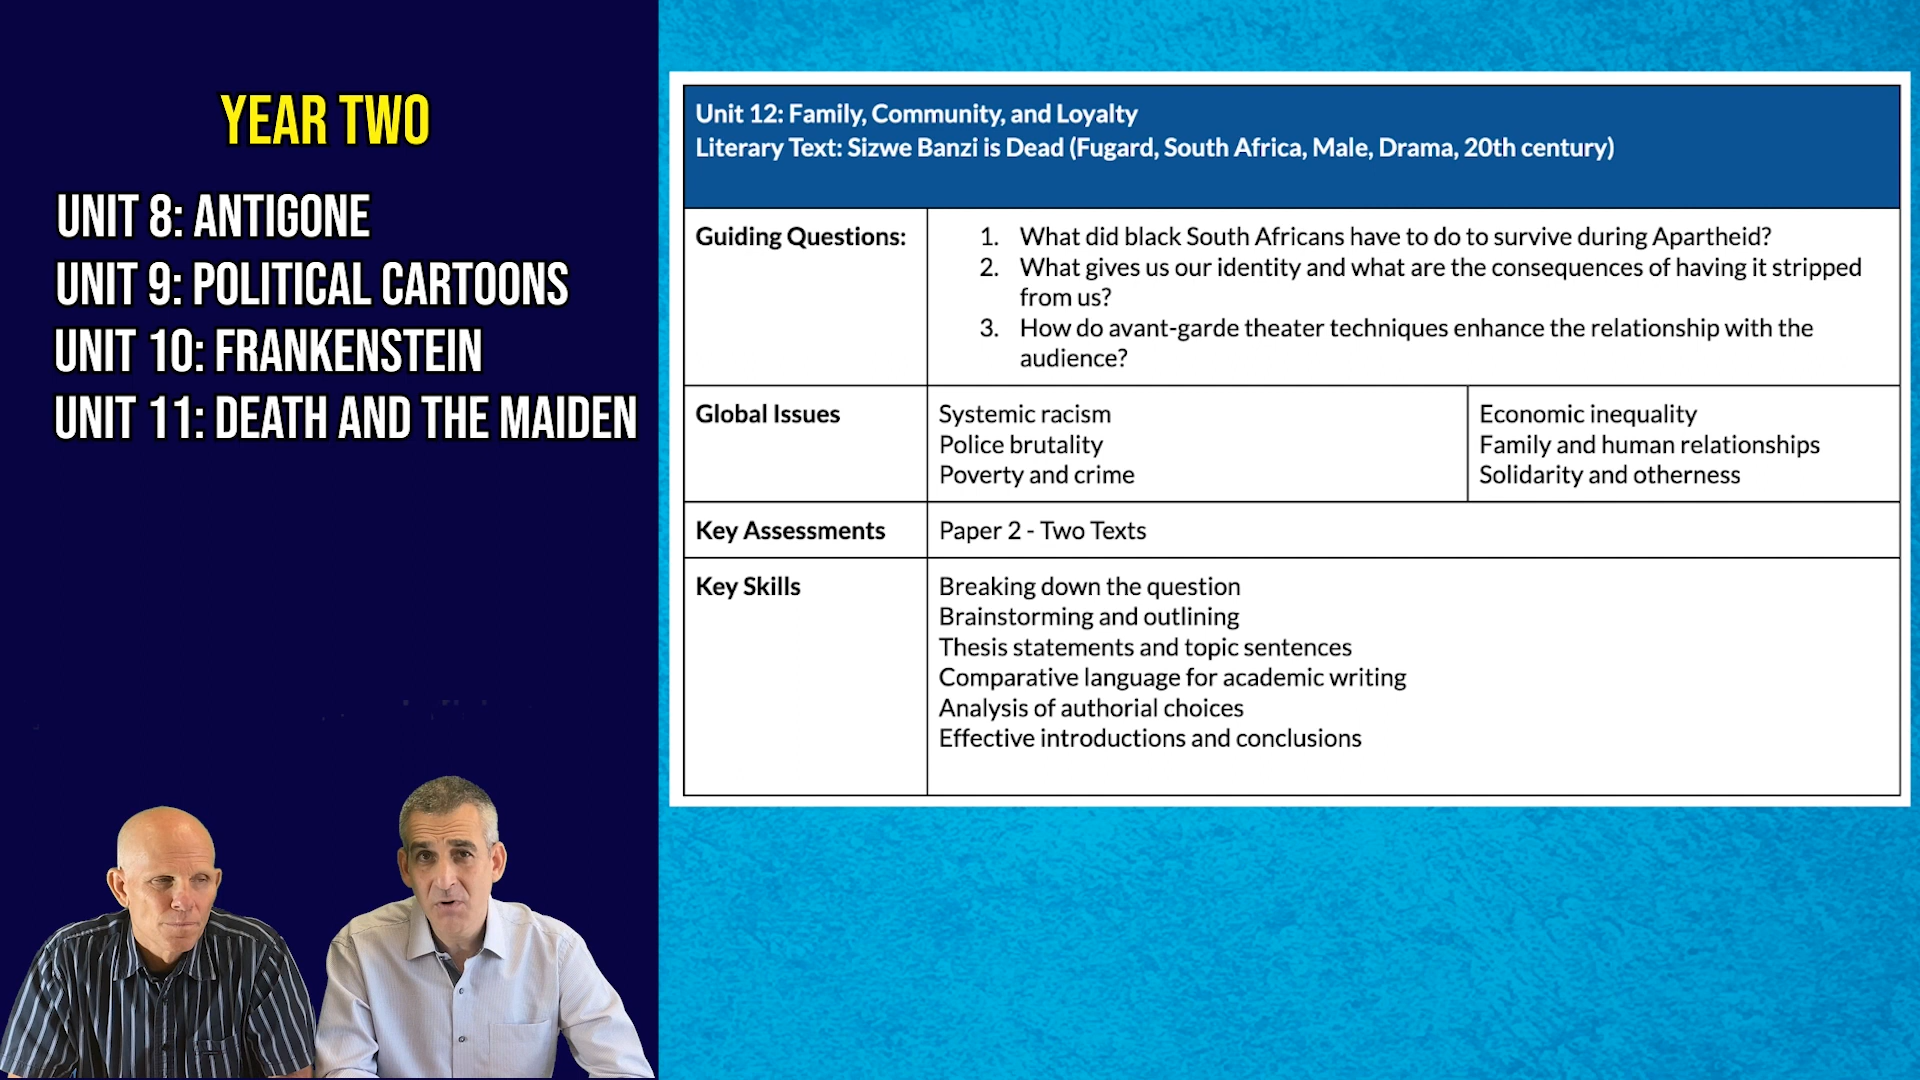 YEAR TWO
UNIT 8: ANTIGONE
UNIT 9: POLITICAL CARTOONS
UNIT 10: FRANKENSTEIN
UNIT 11: DEATH AND THE MAIDEN
Unit 12: Family, Community, and Loyalty
Literary Text: Sizwe Banzi is Dead (Fugard, South Africa, Male, Drama, 20th century)
Guiding Questions:
1. What did black South Africans have to do to survive during Apartheid?
2. What gives us our identity and what are the consequences of having it stripped
from us?
3. How do avant-garde theater techniques enhance the relationship with the
audience?
Global Issues
Systemic racism
Police brutality
Poverty and crime
Economic inequality
Family and human relationships
Solidarity and otherness
Key Assessments
Paper 2 - Two Texts
Key Skills
Breaking down the question
Brainstorming and outlining
Thesis statements and topic sentences
Comparative language for academic writing
Analysis of authorial choices
Effective introductions and conclusions